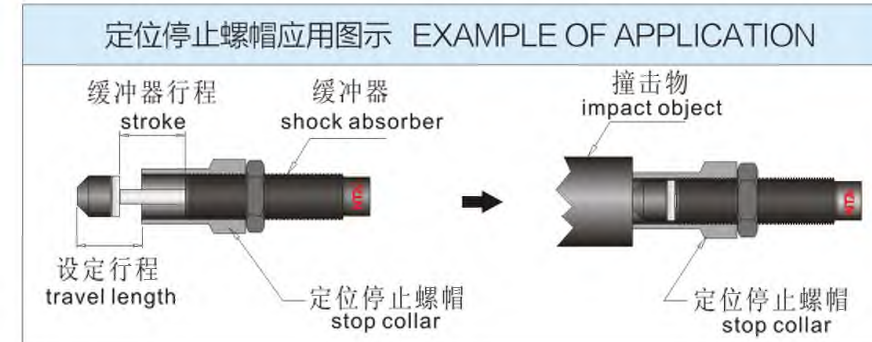 定位停止螺帽应用图示 EXAMPLE OF APPLICATION
缓冲器行程
stroke
缓冲器
shock absorber
设定行程
travel length
定位停止螺帽
stop collar
撞击物
impact object
定位停止螺帽
stop collar